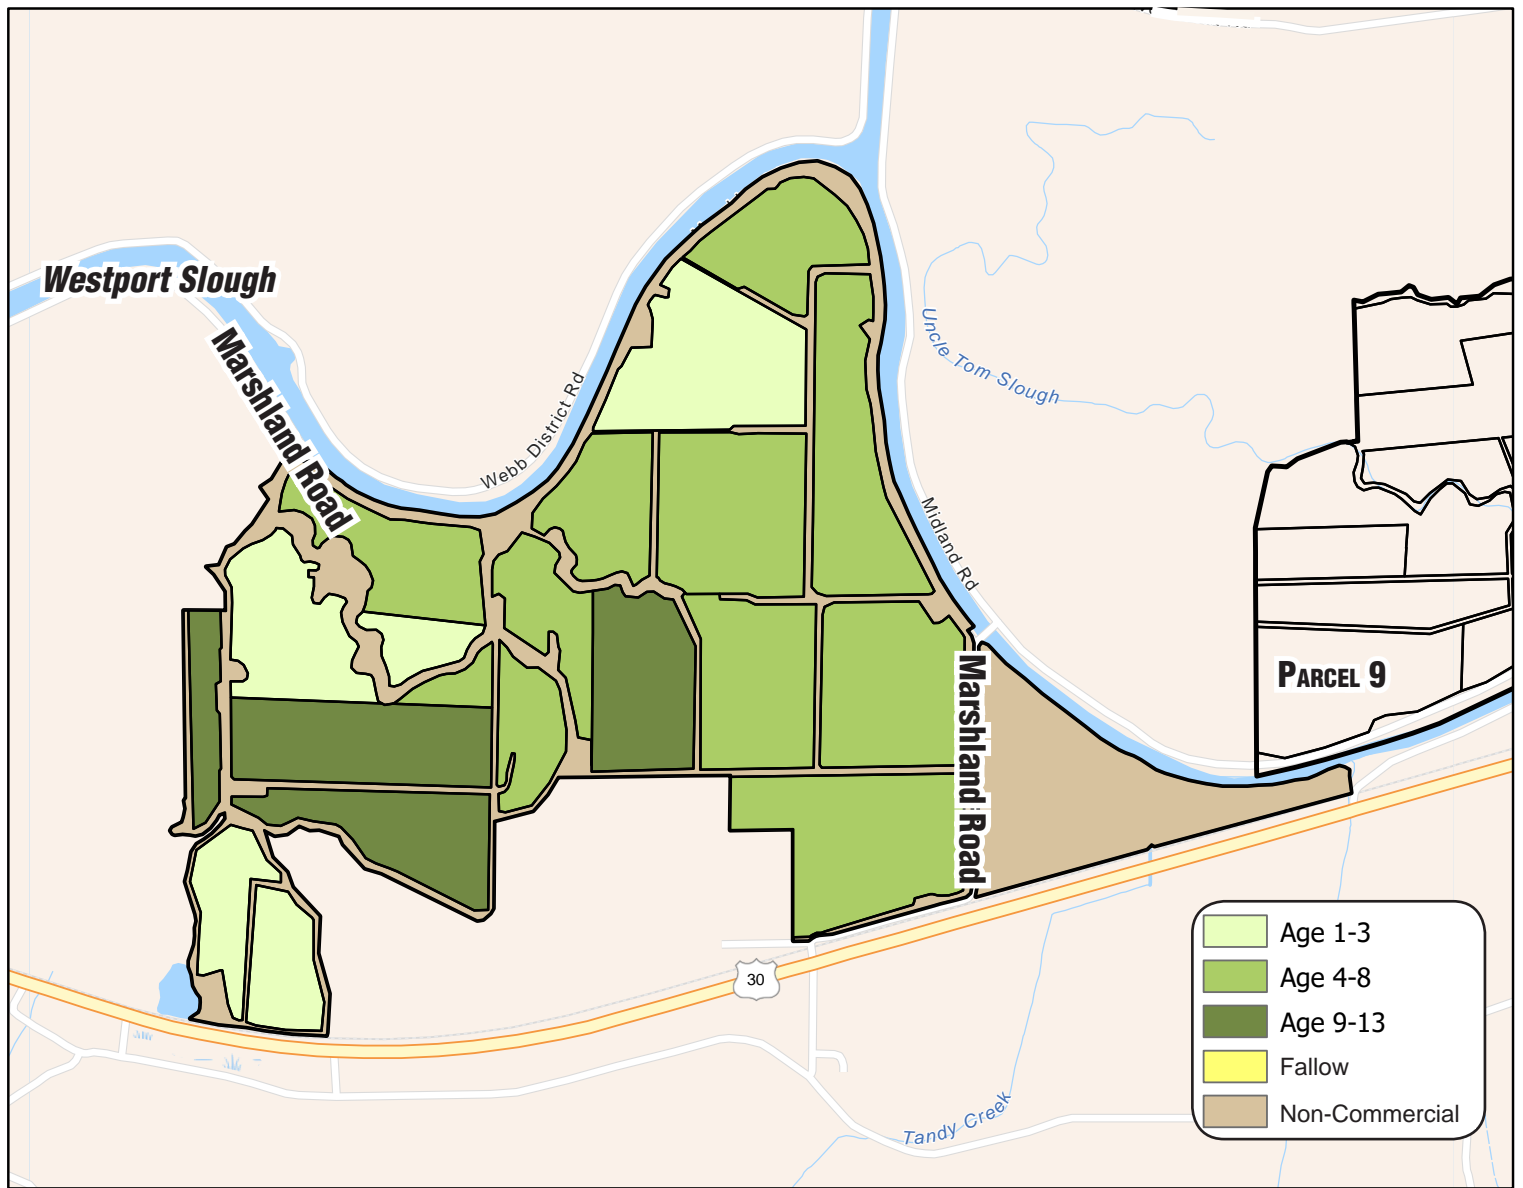 Westport Slough
Marshland Road
Webb District Rd
Uncle Tom Slough
Midland Rd
PARCEL 9
Marshland Road
30
Tandy Creek
Age 1-3
Age 4-8
Age 9-13
Fallow
Non-Commercial